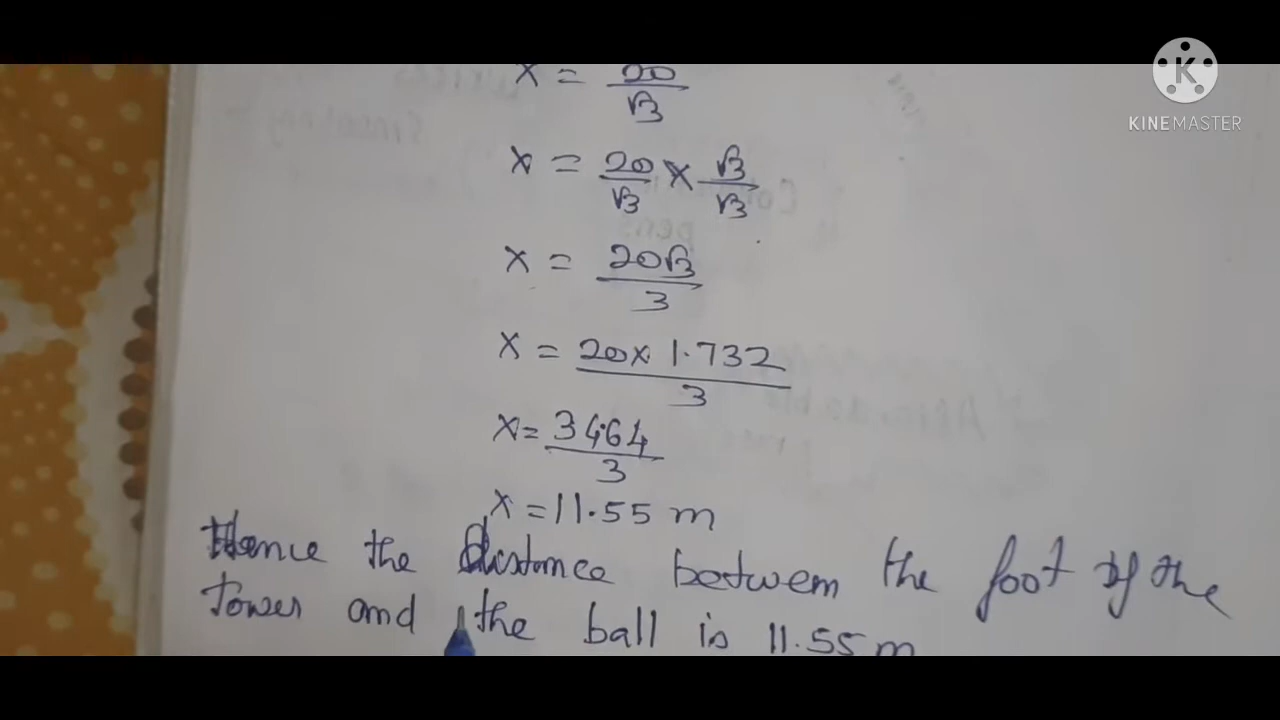 x = 20/√3
x = 20/√3 × √3/√3
x = 20√3/3
x = 20× 1.732/3
x = 34.64/3
x = 11.55 m
Hence the distance between the foot of the
Tower and the ball is 11.55 m
K
KINEMASTER